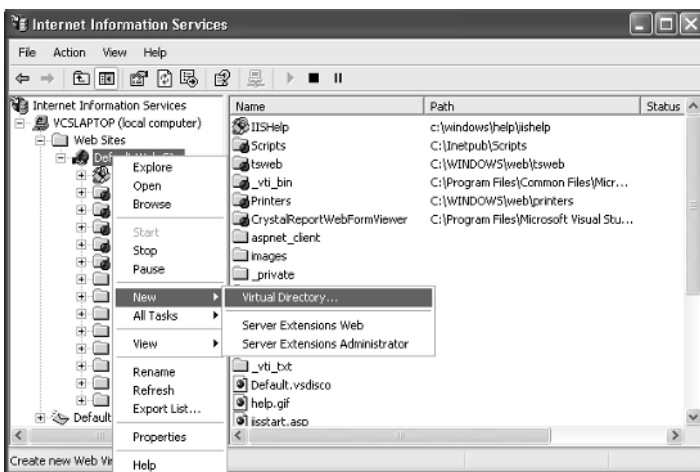 Internet Information Services
File Action View Help
Internet Information Services
VCSLAPTOP (local computer)
Web Sites
Default
Name Path Status
IISHelp c:\windows\help\iishelp
Scripts C:\Inetpub\Scripts
tsweb C:\WINDOWS\web\tsweb
_vti_bin C:\Program Files\Common Files\Micr...
Printers C:\WINDOWS\web\printers
CrystalReportWebFormViewer C:\Program Files\Microsoft Visual Stu...
aspnet_client
images
_private
_vti_txt
Default.vsdisco
help.gif
iisstart.asp
Explore
Open
Browse
Start
Stop
Pause
New
All Tasks
View
Rename
Refresh
Export List...
Properties
Help
Virtual Directory...
Server Extensions Web
Server Extensions Administrator
Create new Web Vir